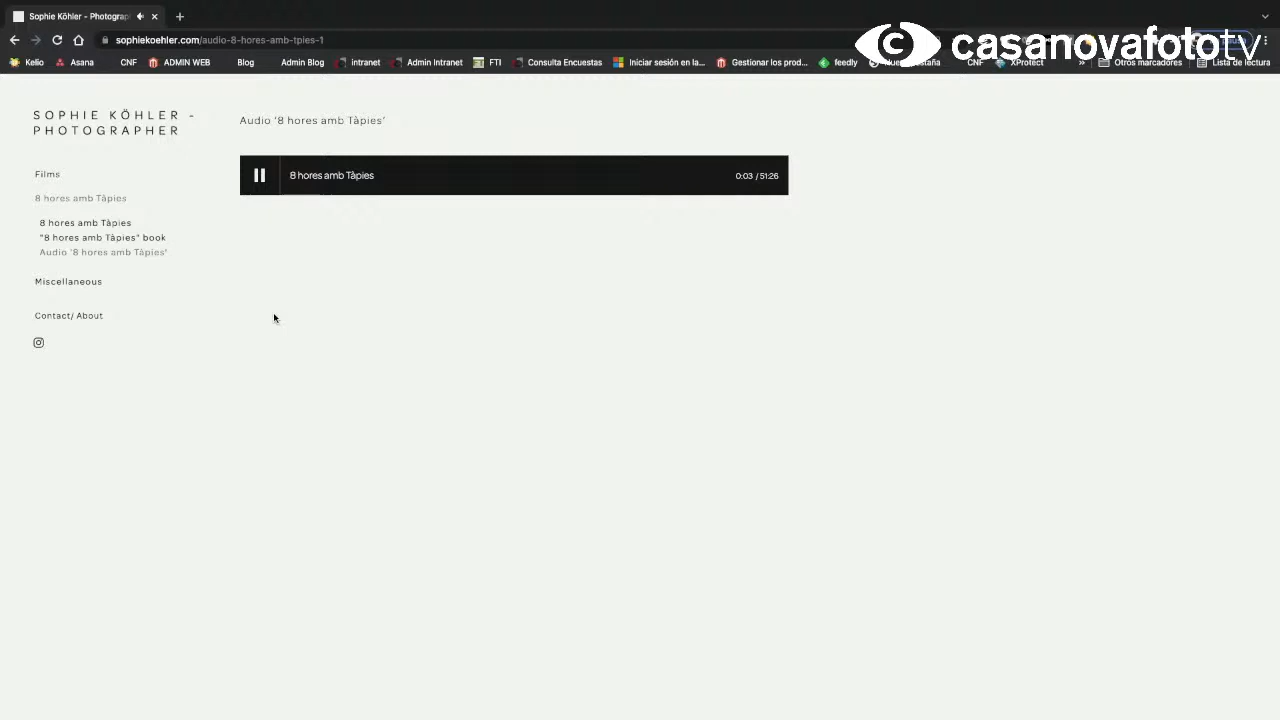 Sophie Köhler - Photograp
sophiekoehler.com/audio-8-hores-amb-tpies-1
casanovafototv
Kelio
Asana
CNF
ADMIN WEB
Blog
Admin Blog
intranet
Admin Intranet
FTI
Consulta Encuestas
Iniciar sesión en la...
Gestionar los prod...
feedly
CNF
XProtect
»
Otros marcadores
Lista de lectura
SOPHIE KÖHLER -
PHOTOGRAPHER
Audio '8 hores amb Tàpies'
8 hores amb Tàpies
0:03 / 51:26
Films
8 hores amb Tàpies
8 hores amb Tàpies
"8 hores amb Tàpies" book
Audio '8 hores amb Tàpies'
Miscellaneous
Contact/ About